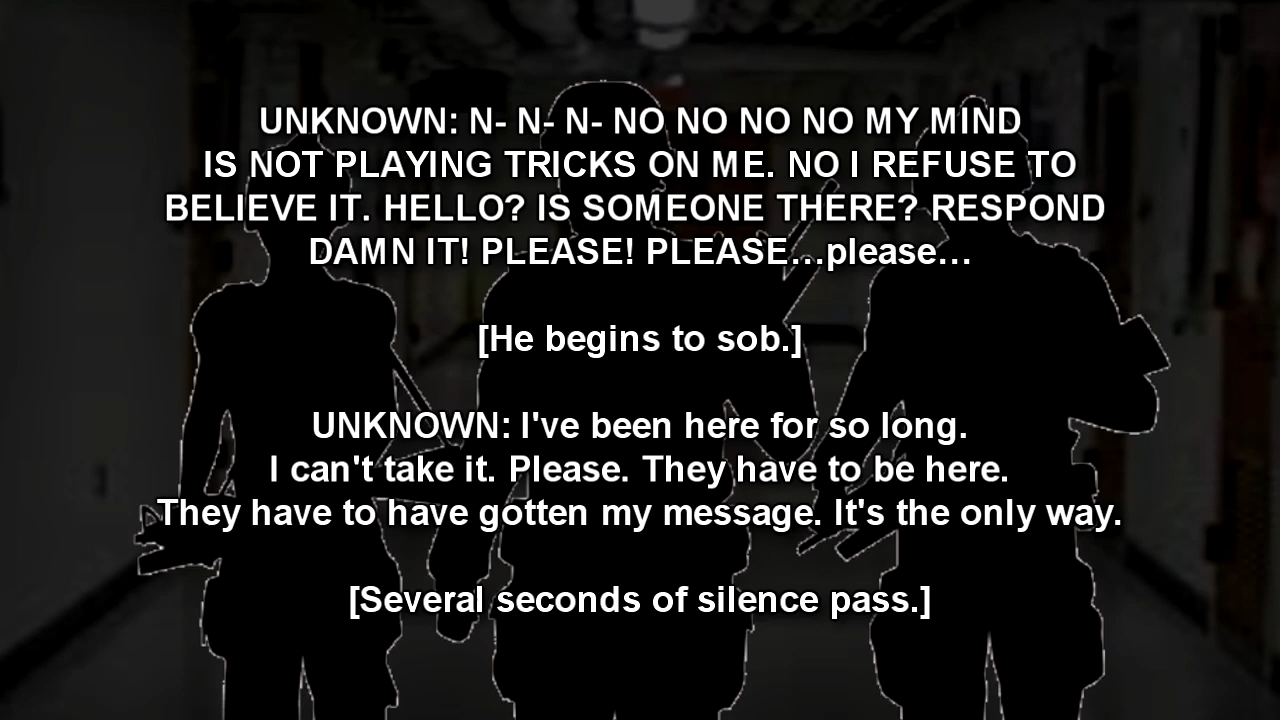 UNKNOWN: N- N- N- NO NO NO NO MY MIND
IS NOT PLAYING TRICKS ON ME. NO I REFUSE TO
BELIEVE IT. HELLO? IS SOMEONE THERE? RESPOND
DAMN IT! PLEASE! PLEASE…please…
[He begins to sob.]
UNKNOWN: I've been here for so long.
I can't take it. Please. They have to be here.
They have to have gotten my message. It's the only way.
[Several seconds of silence pass.]